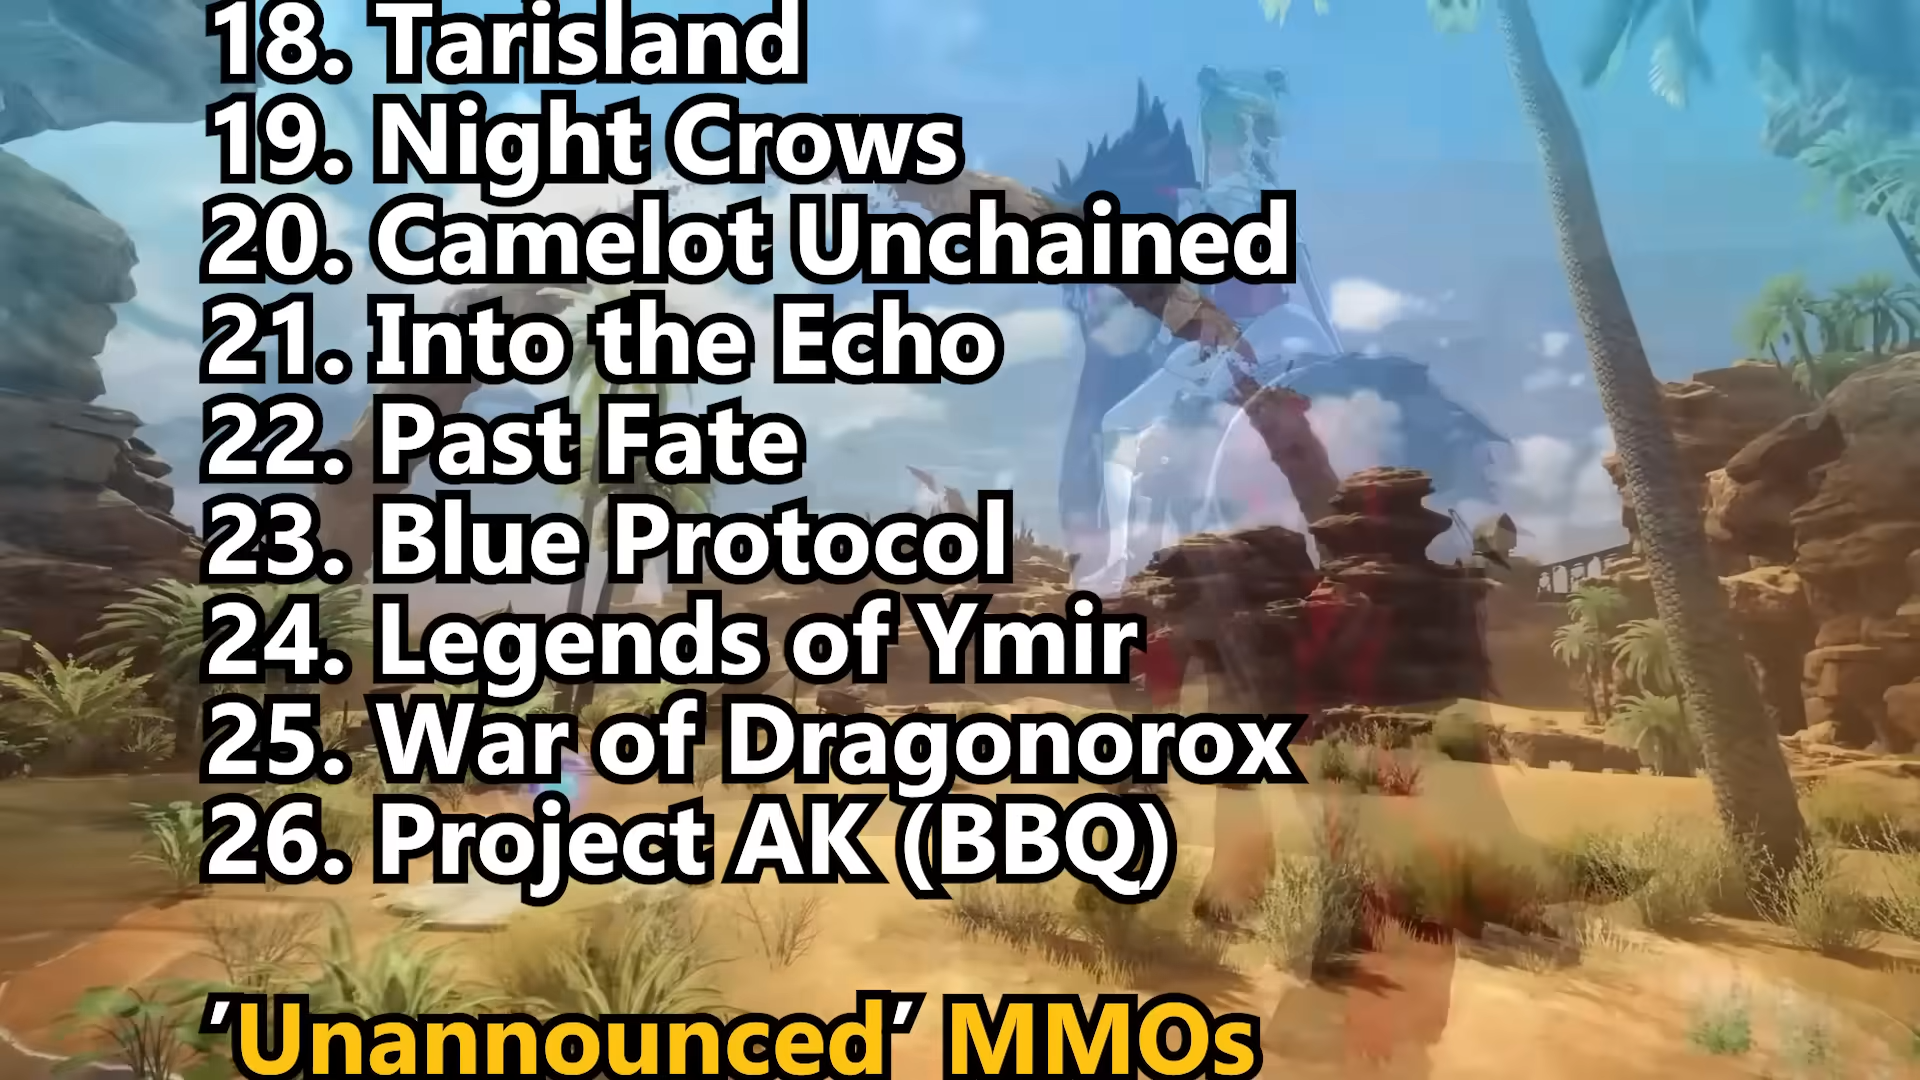 18. Tarisland
19. Night Crows
20. Camelot Unchained
21. Into the Echo
22. Past Fate
23. Blue Protocol
24. Legends of Ymir
25. War of Dragonorox
26. Project AK (BBQ)
'Unannounced' MMOs